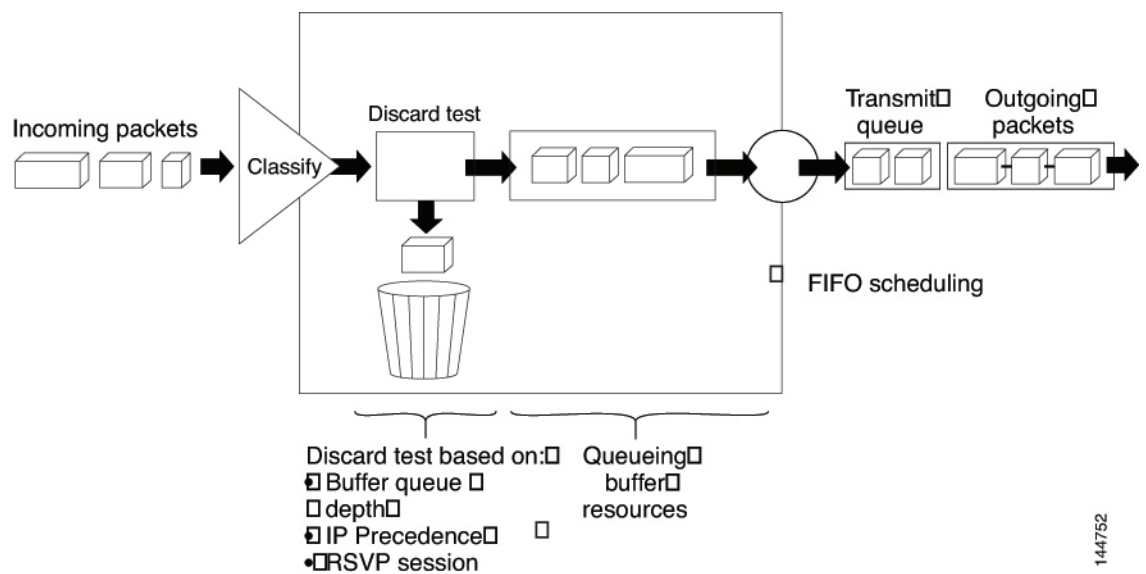 Incoming packets
Classify
Discard test
Transmit
queue
Outgoing
packets
FIFO scheduling
Discard test based on:
• Buffer queue
depth
• IP Precedence
• RSVP session
Queueing
buffer
resources
144752